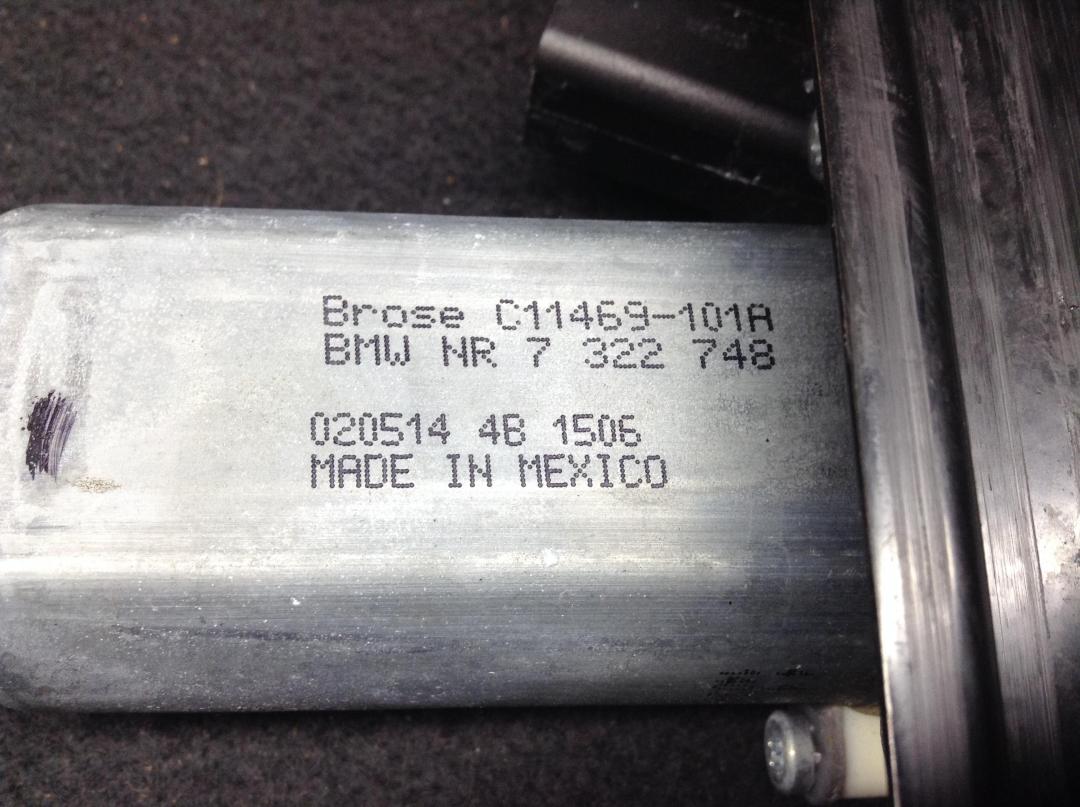 Brose C11469-101A
BMW NR 7 322 748
020514 4B 1506
MADE IN MEXICO